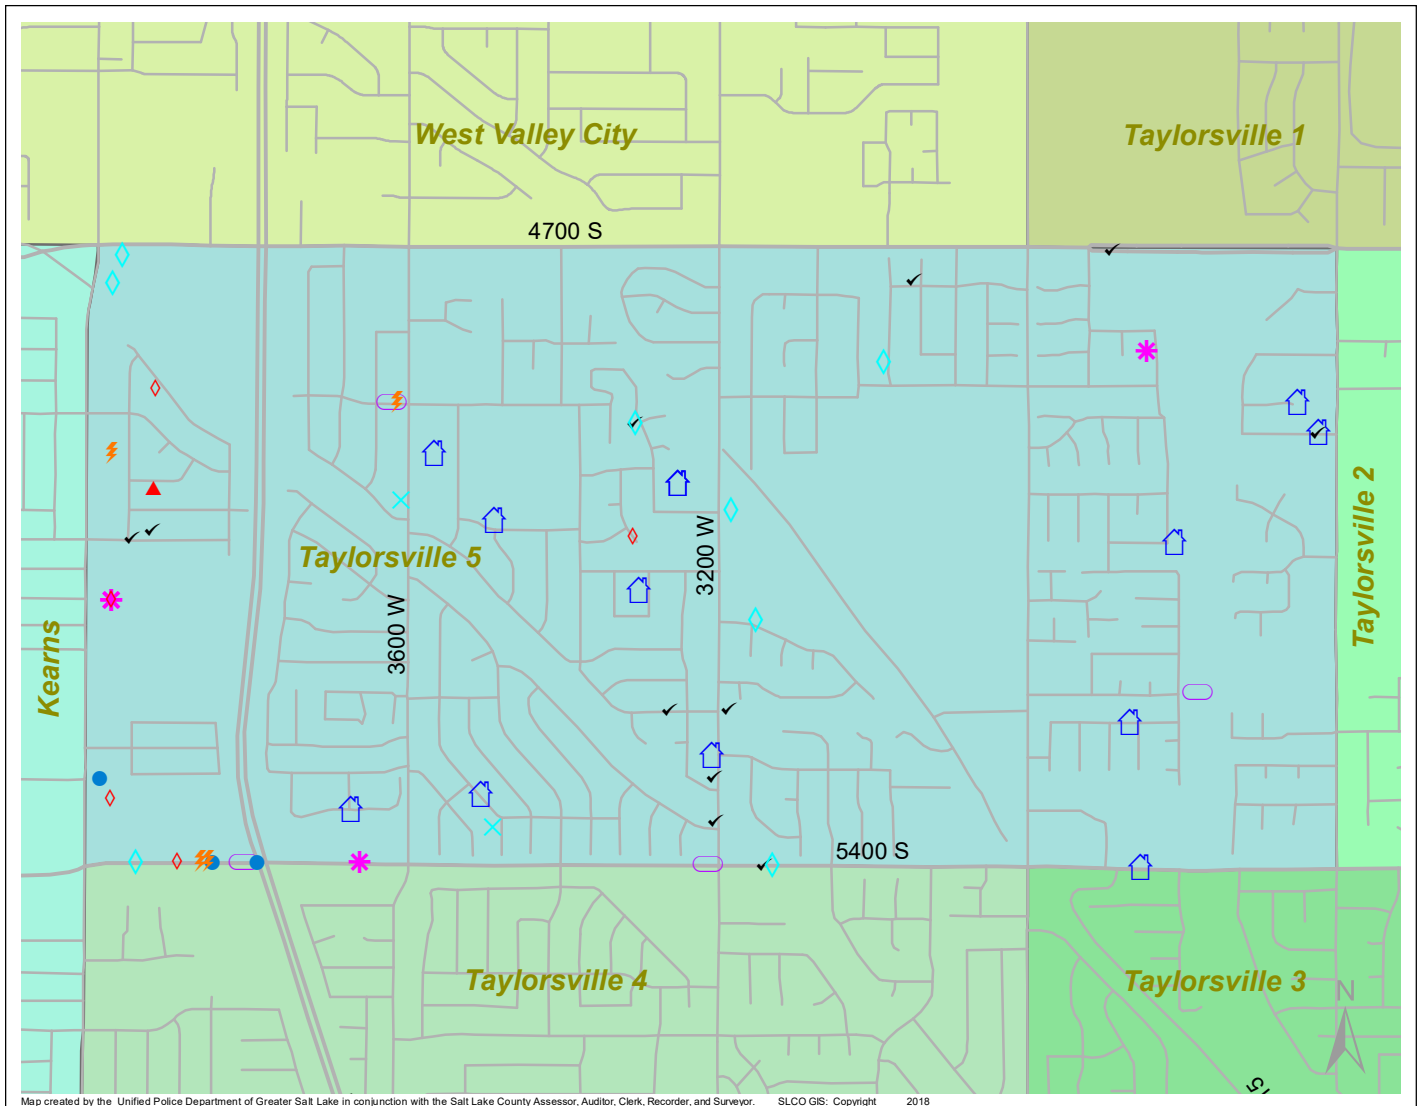 West Valley City
Taylorsville 1
4700 S
Taylorsville 2
Taylorsville 5
3200 W
3600 W
Kearns
5400 S
Taylorsville 4
Taylorsville 3
N
15
Map created by the Unified Police Department of Greater Salt Lake in conjunction with the Salt Lake County Assessor, Auditor, Clerk, Recorder, and Surveyor. SLCO GIS: Copyright 2018